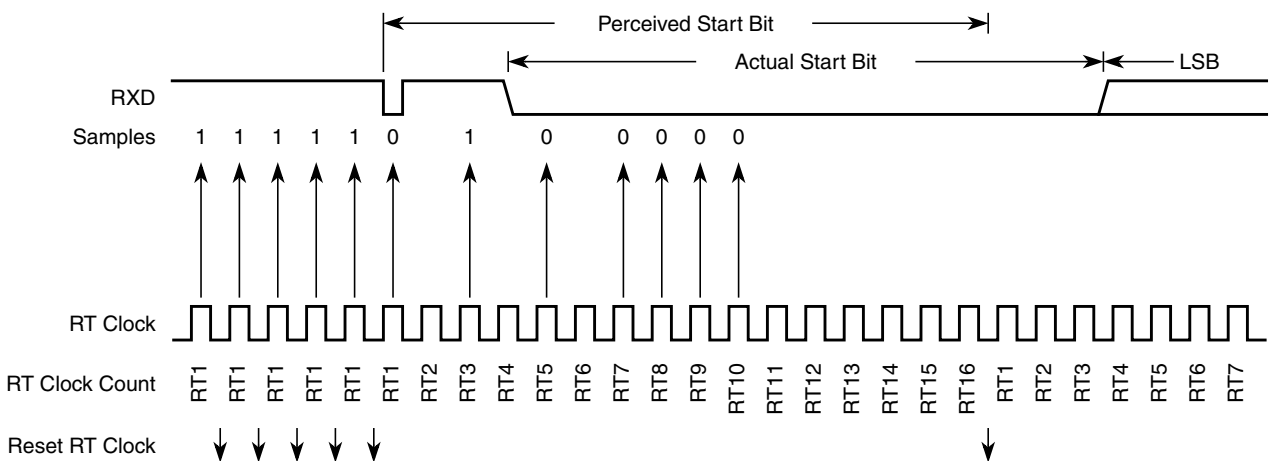 Perceived Start Bit
Actual Start Bit
LSB
RXD
Samples 1 1 1 1 1 0 1 0 0 0 0 0
RT Clock
RT Clock Count RT1 RT1 RT1 RT1 RT1 RT1 RT2 RT3 RT4 RT5 RT6 RT7 RT8 RT9 RT10 RT11 RT12 RT13 RT14 RT15 RT16 RT1 RT2 RT3 RT4 RT5 RT6 RT7
Reset RT Clock